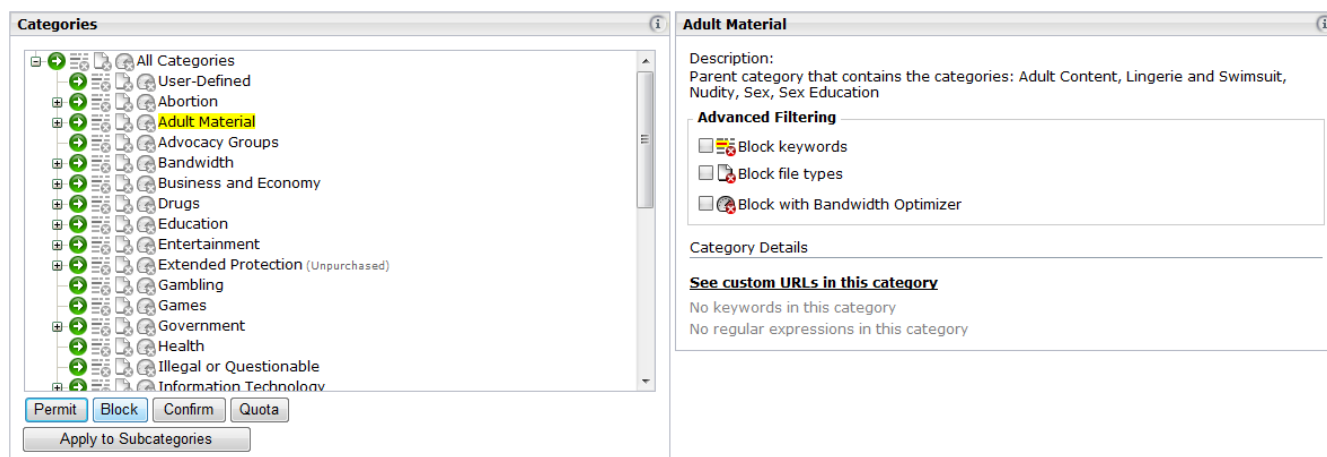 Categories
All Categories
User-Defined
Abortion
Adult Material
Advocacy Groups
Bandwidth
Business and Economy
Drugs
Education
Entertainment
Extended Protection (Unpurchased)
Gambling
Games
Government
Health
Illegal or Questionable
Information Technology
Permit Block Confirm Quota
Apply to Subcategories
Adult Material
Description:
Parent category that contains the categories: Adult Content, Lingerie and Swimsuit,
Nudity, Sex, Sex Education
Advanced Filtering
Block keywords
Block file types
Block with Bandwidth Optimizer
Category Details
See custom URLs in this category
No keywords in this category
No regular expressions in this category